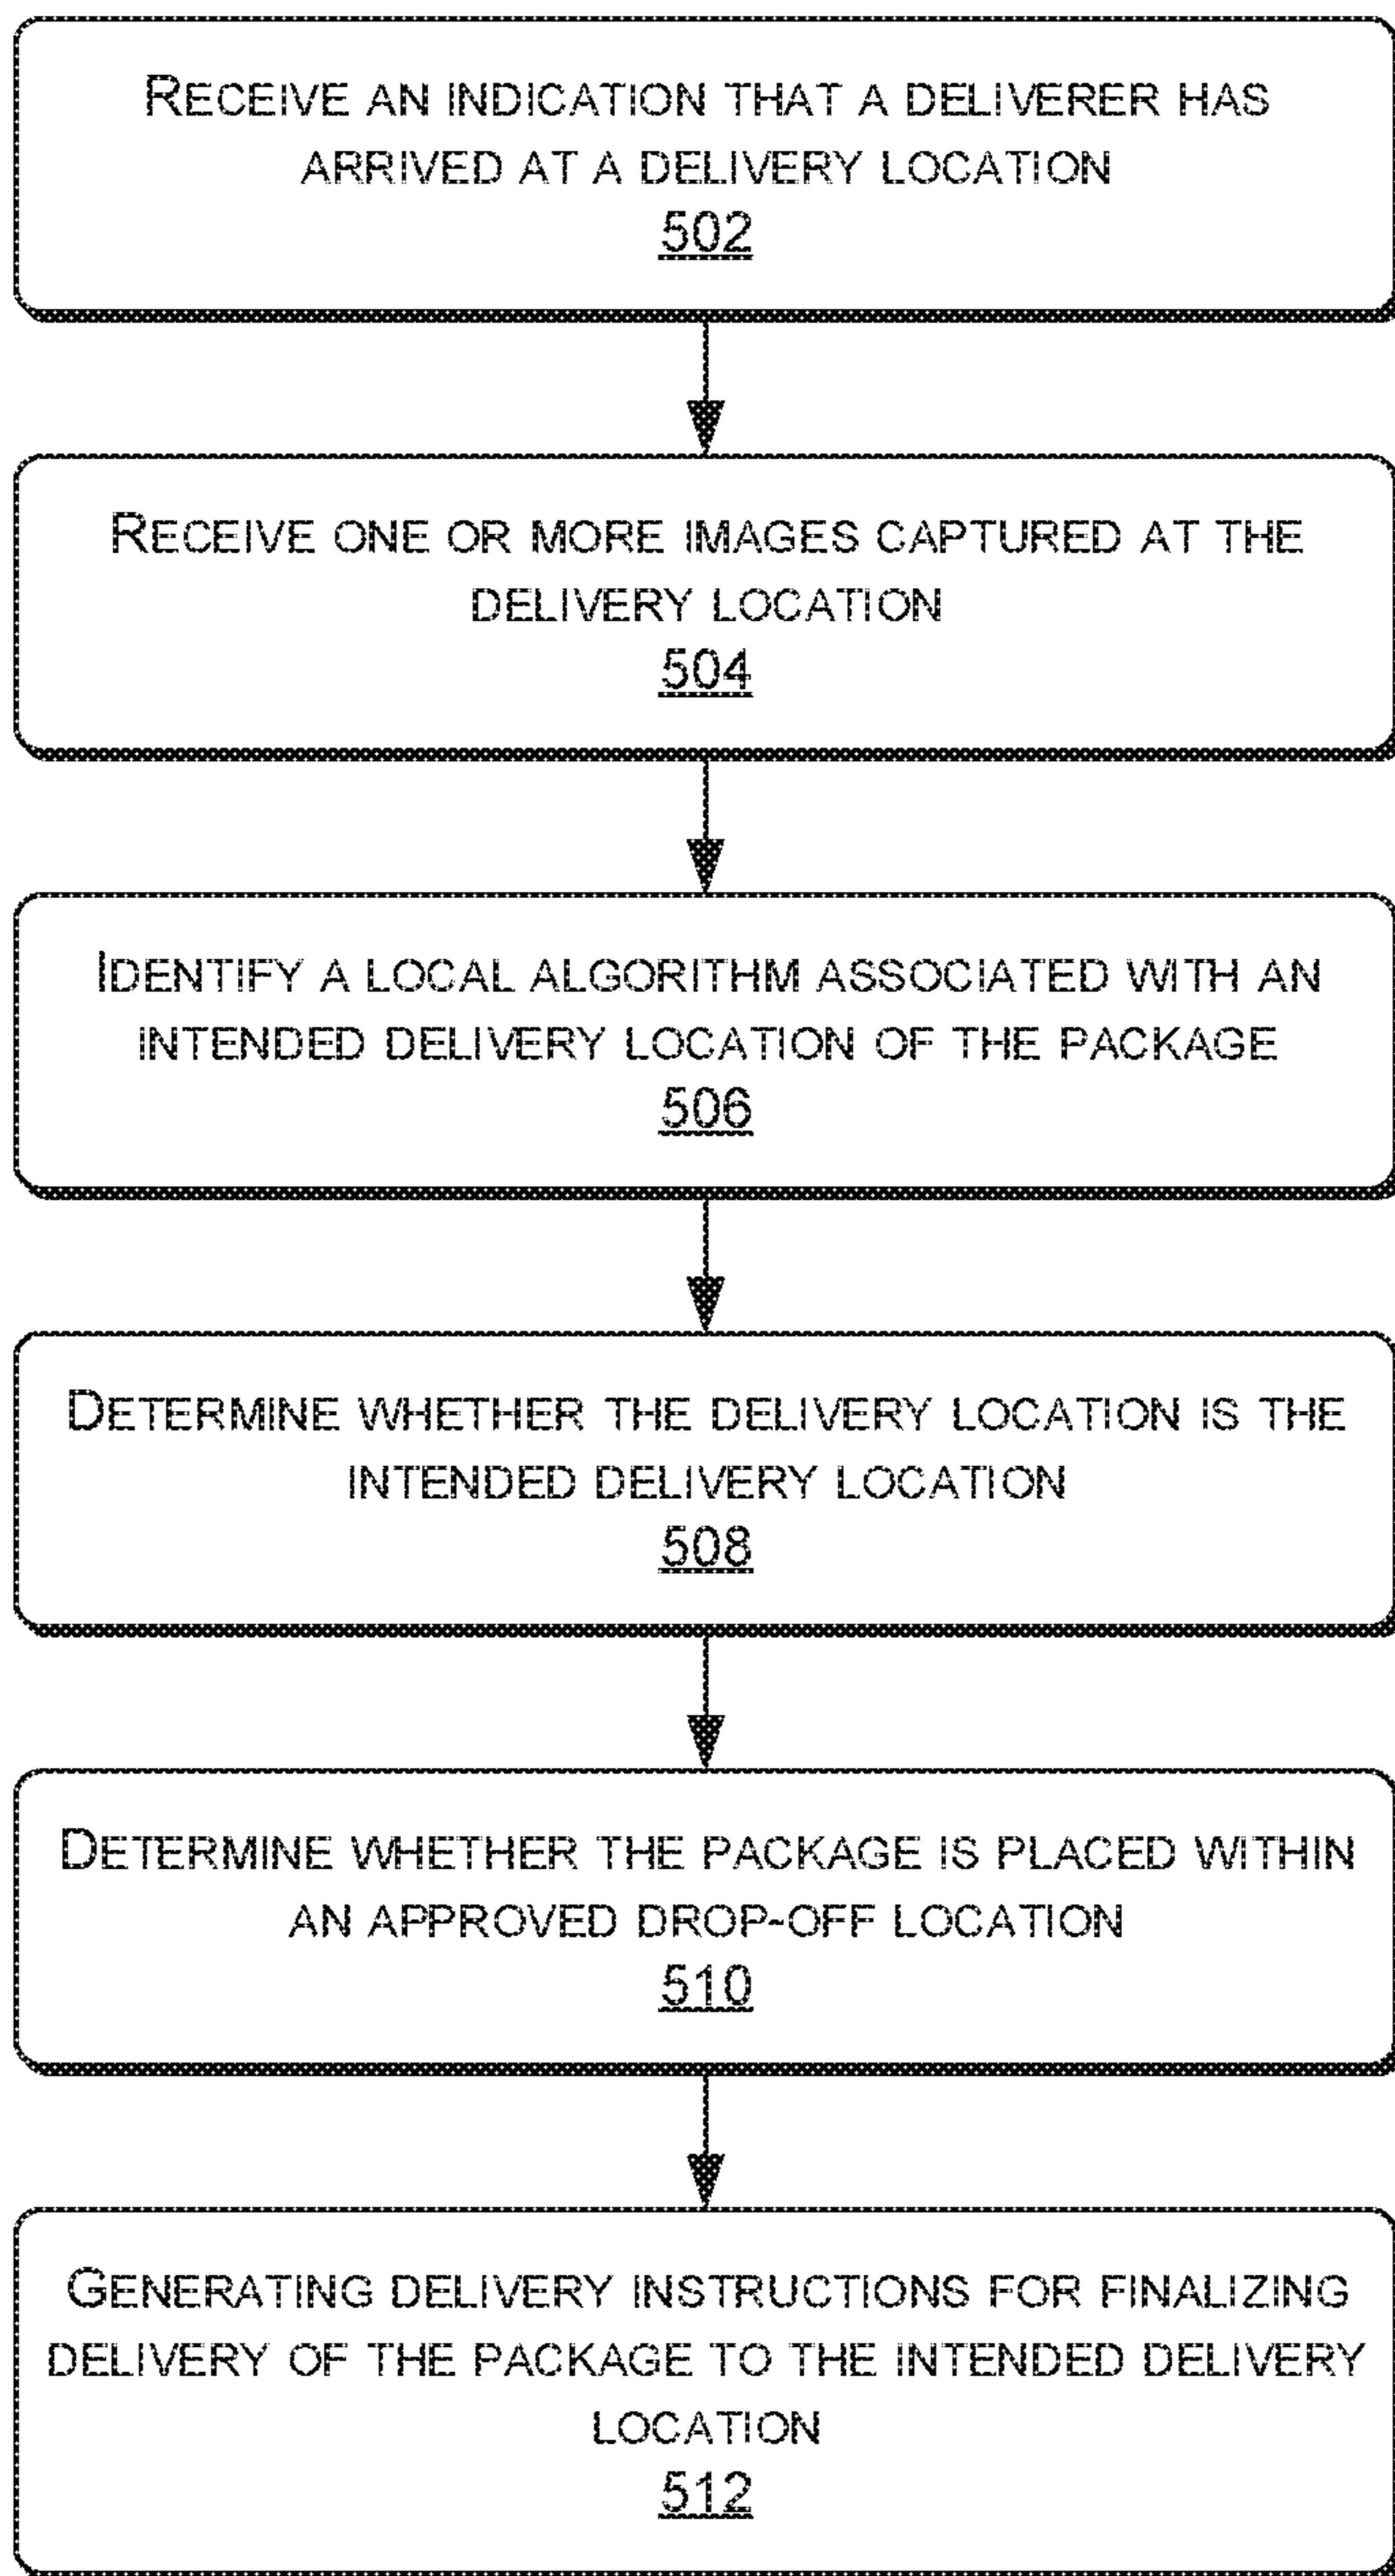 RECEIVE AN INDICATION THAT A DELIVERER HAS
ARRIVED AT A DELIVERY LOCATION
502
RECEIVE ONE OR MORE IMAGES CAPTURED AT THE
DELIVERY LOCATION
504
IDENTIFY A LOCAL ALGORITHM ASSOCIATED WITH AN
INTENDED DELIVERY LOCATION OF THE PACKAGE
506
DETERMINE WHETHER THE DELIVERY LOCATION IS THE
INTENDED DELIVERY LOCATION
508
DETERMINE WHETHER THE PACKAGE IS PLACED WITHIN
AN APPROVED DROP-OFF LOCATION
510
GENERATING DELIVERY INSTRUCTIONS FOR FINALIZING
DELIVERY OF THE PACKAGE TO THE INTENDED DELIVERY
LOCATION
512